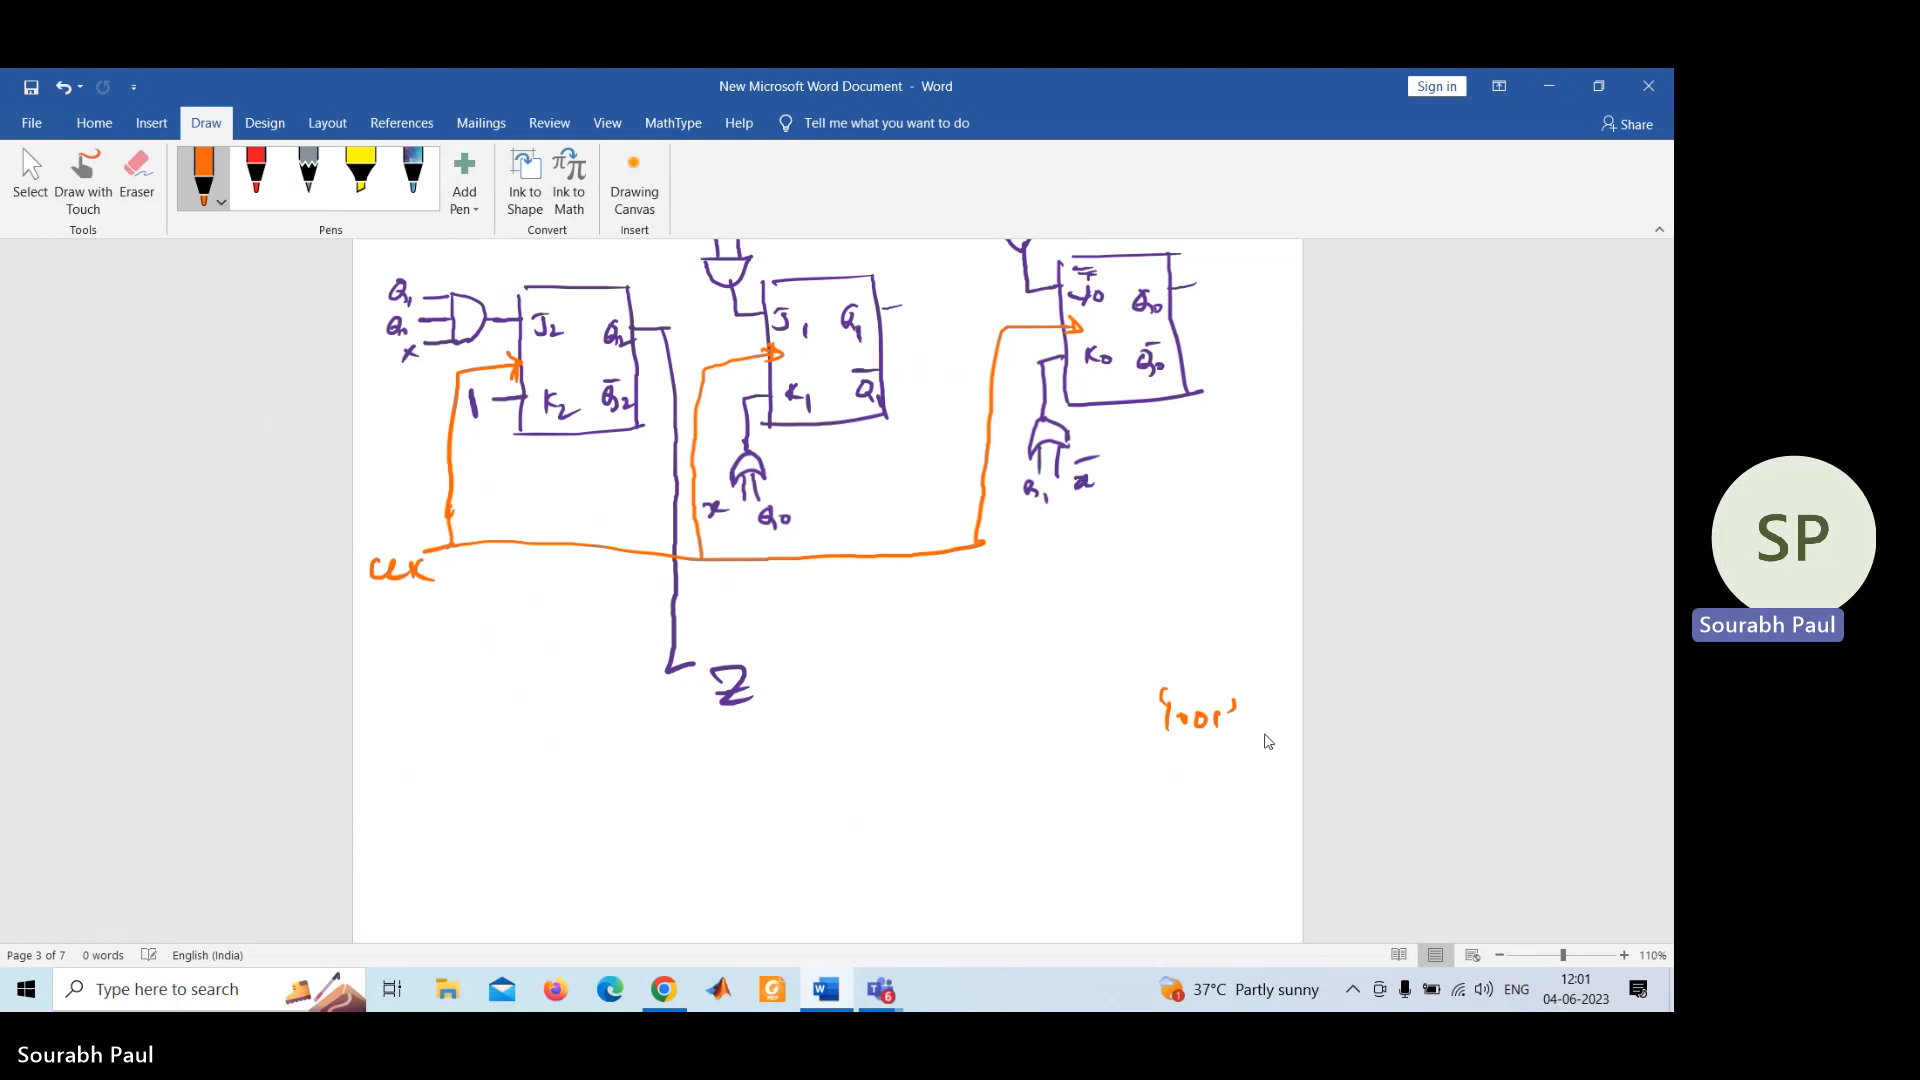 New Microsoft Word Document - Word
Sign in
File Home Insert Draw Design Layout References Mailings Review View MathType Help Tell me what you want to do
Share
Select Draw with Touch Eraser
Add Pen
Ink to Shape Ink to Math
Drawing Canvas
Tools Pens Convert Insert
Q1
Q0
x
J2 Q2
1 K2 Q̅2
J1 Q1
K1 Q̅1
x Q0
J0 Q0
K0 Q̅0
Q1 x̅
CLK
Z
SP
Sourabh Paul
Page 3 of 7 0 words English (India)
110%
Type here to search
6
1
37°C Partly sunny
ENG
12:01
04-06-2023
Sourabh Paul